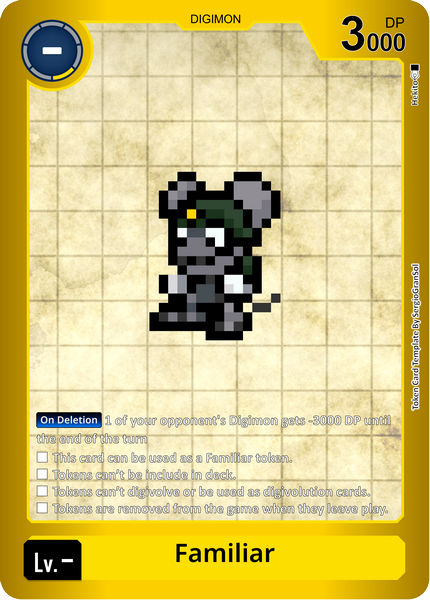 DIGIMON
DP
3000
-
Hekito
On Deletion 1 of your opponent's Digimon gets -3000 DP until
the end of the turn
This card can be used as a Familiar token.
Tokens can't be include in deck.
Tokens can't digivolve or be used as digivolution cards.
Tokens are removed from the game when they leave play.
Token Card Template By SergioGranSol
Lv.-
Familiar